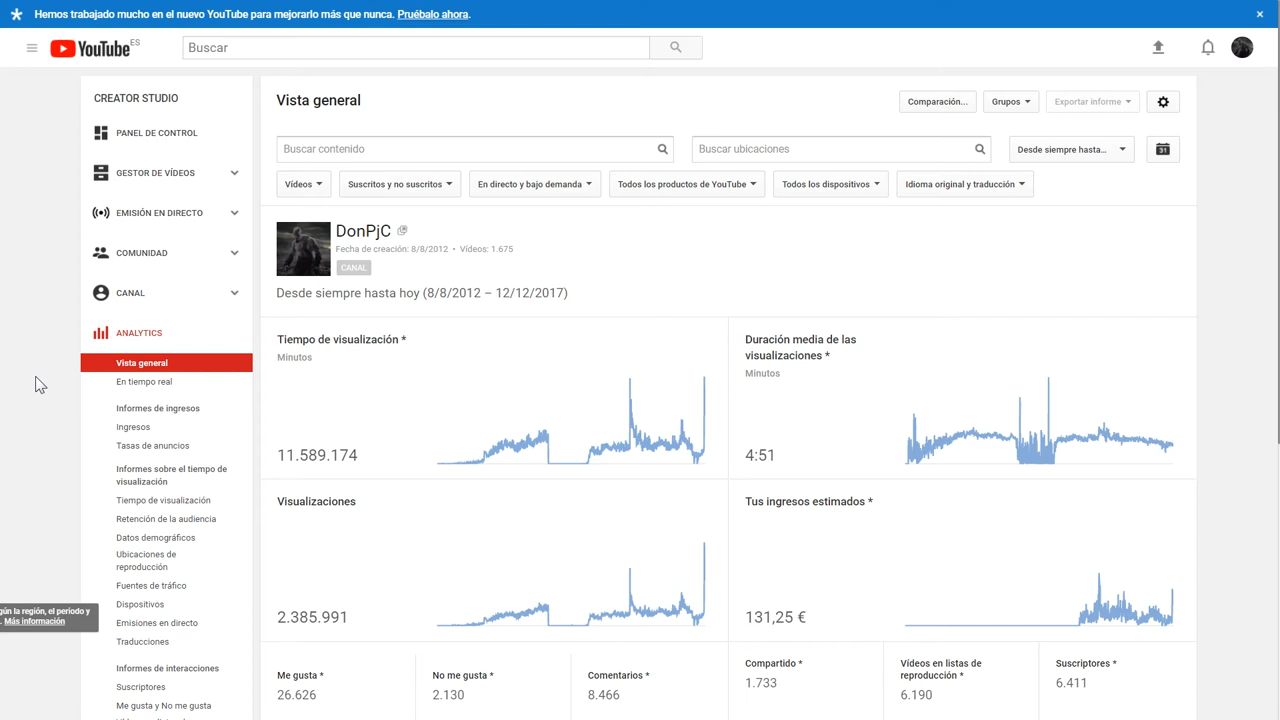 Hemos trabajado mucho en el nuevo YouTube para mejorarlo más que nunca. Pruébalo ahora.
YouTube ES
Buscar
CREATOR STUDIO
PANEL DE CONTROL
GESTOR DE VÍDEOS
EMISIÓN EN DIRECTO
COMUNIDAD
CANAL
ANALYTICS
Vista general
En tiempo real
Informes de ingresos
Ingresos
Tasas de anuncios
Informes sobre el tiempo de
visualización
Tiempo de visualización
Retención de la audiencia
Datos demográficos
Ubicaciones de
reproducción
Fuentes de tráfico
Dispositivos
Emisiones en directo
Traducciones
Informes de interacciones
Suscriptores
Me gusta y No me gusta
gún la región, el periodo y
. Más información
Vista general
Comparación... Grupos Exportar informe
Buscar contenido Buscar ubicaciones Desde siempre hasta... 31
Vídeos Suscritos y no suscritos En directo y bajo demanda Todos los productos de YouTube Todos los dispositivos Idioma original y traducción
DonPjC
Fecha de creación: 8/8/2012 • Vídeos: 1.675
CANAL
Desde siempre hasta hoy (8/8/2012 – 12/12/2017)
Tiempo de visualización *
Minutos
11.589.174
Duración media de las
visualizaciones *
Minutos
4:51
Visualizaciones
2.385.991
Tus ingresos estimados *
131,25 €
Me gusta *
26.626
No me gusta *
2.130
Comentarios *
8.466
Compartido *
1.733
Vídeos en listas de
reproducción *
6.190
Suscriptores *
6.411